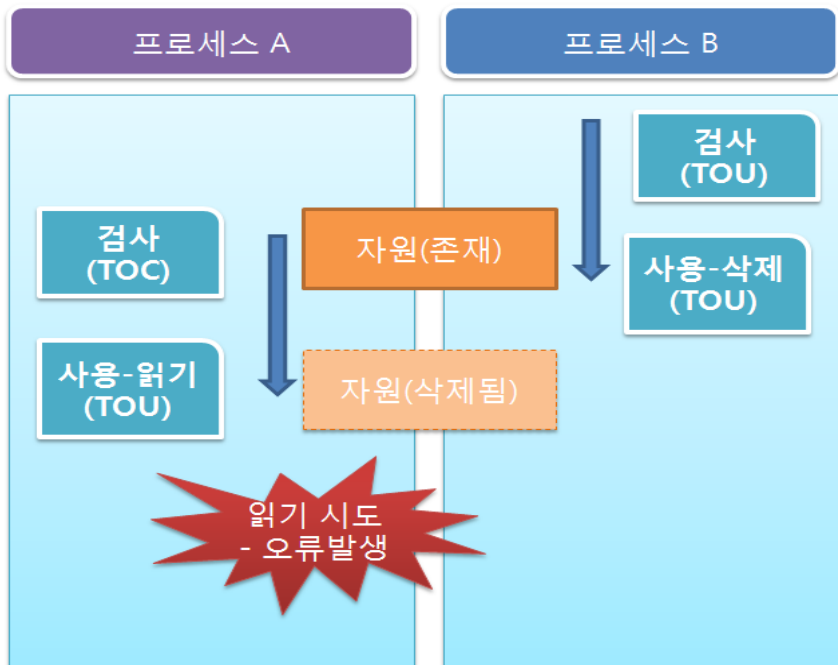 프로세스 A
프로세스 B
검사
(TOU)
검사
(TOC)
자원(존재)
사용-삭제
(TOU)
사용-읽기
(TOU)
자원(삭제됨)
읽기 시도
- 오류발생